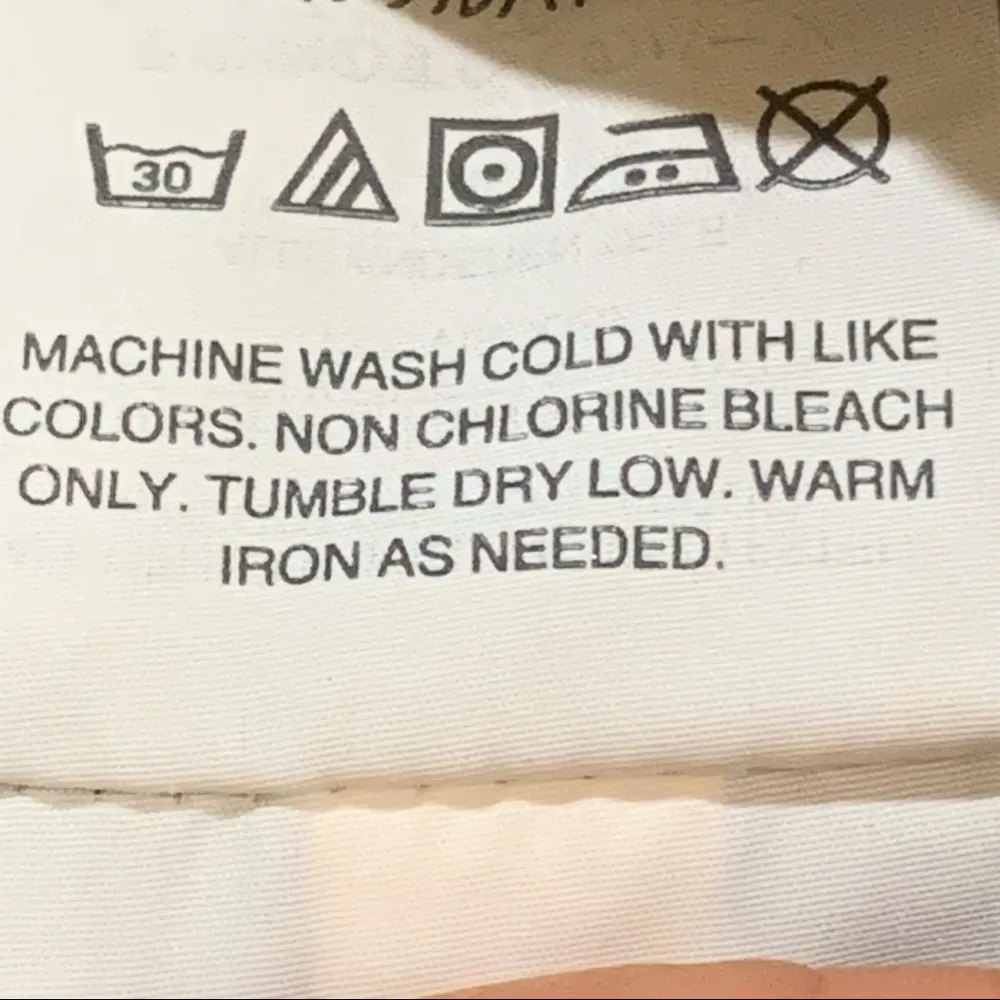 30
MACHINE WASH COLD WITH LIKE
COLORS. NON CHLORINE BLEACH
ONLY. TUMBLE DRY LOW. WARM
IRON AS NEEDED.